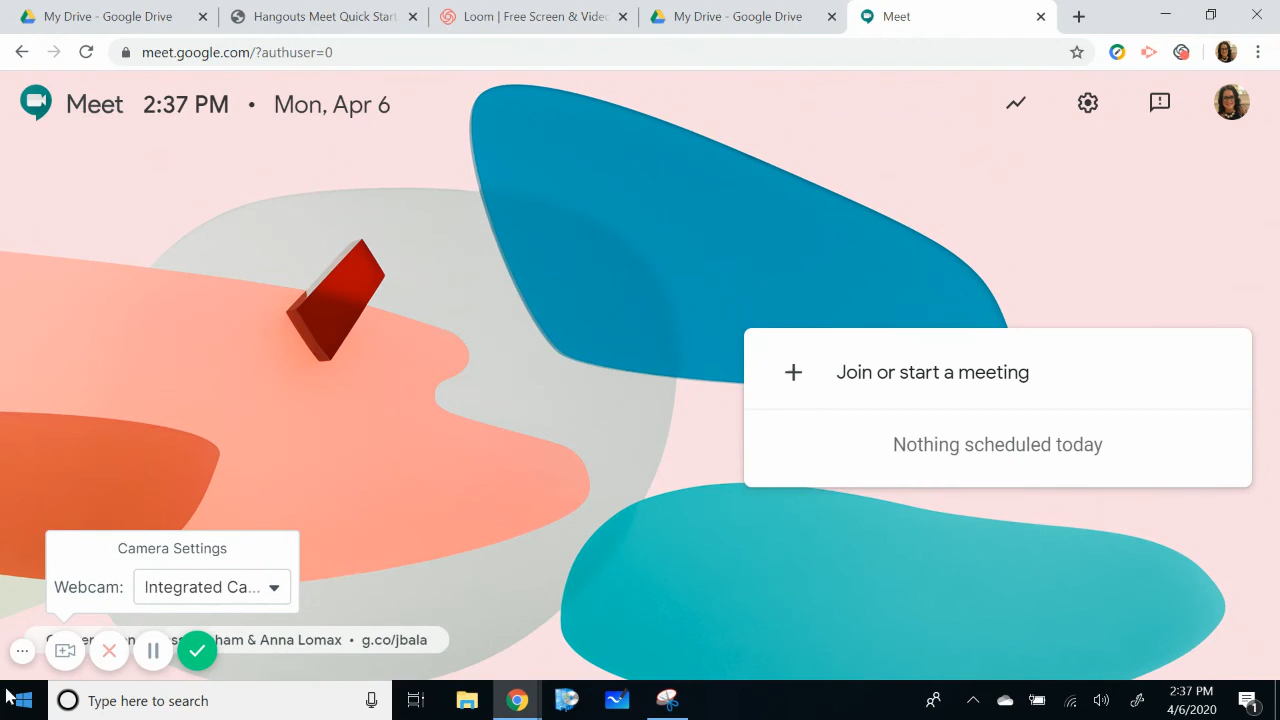 My Drive - Google Drive
Hangouts Meet Quick Start
Loom | Free Screen & Video
My Drive - Google Drive
Meet
meet.google.com/?authuser=0
Meet 2:37 PM • Mon, Apr 6
Join or start a meeting
Nothing scheduled today
Camera Settings
Webcam: Integrated Ca...
ham & Anna Lomax • g.co/jbala
Type here to search
2:37 PM
4/6/2020
1